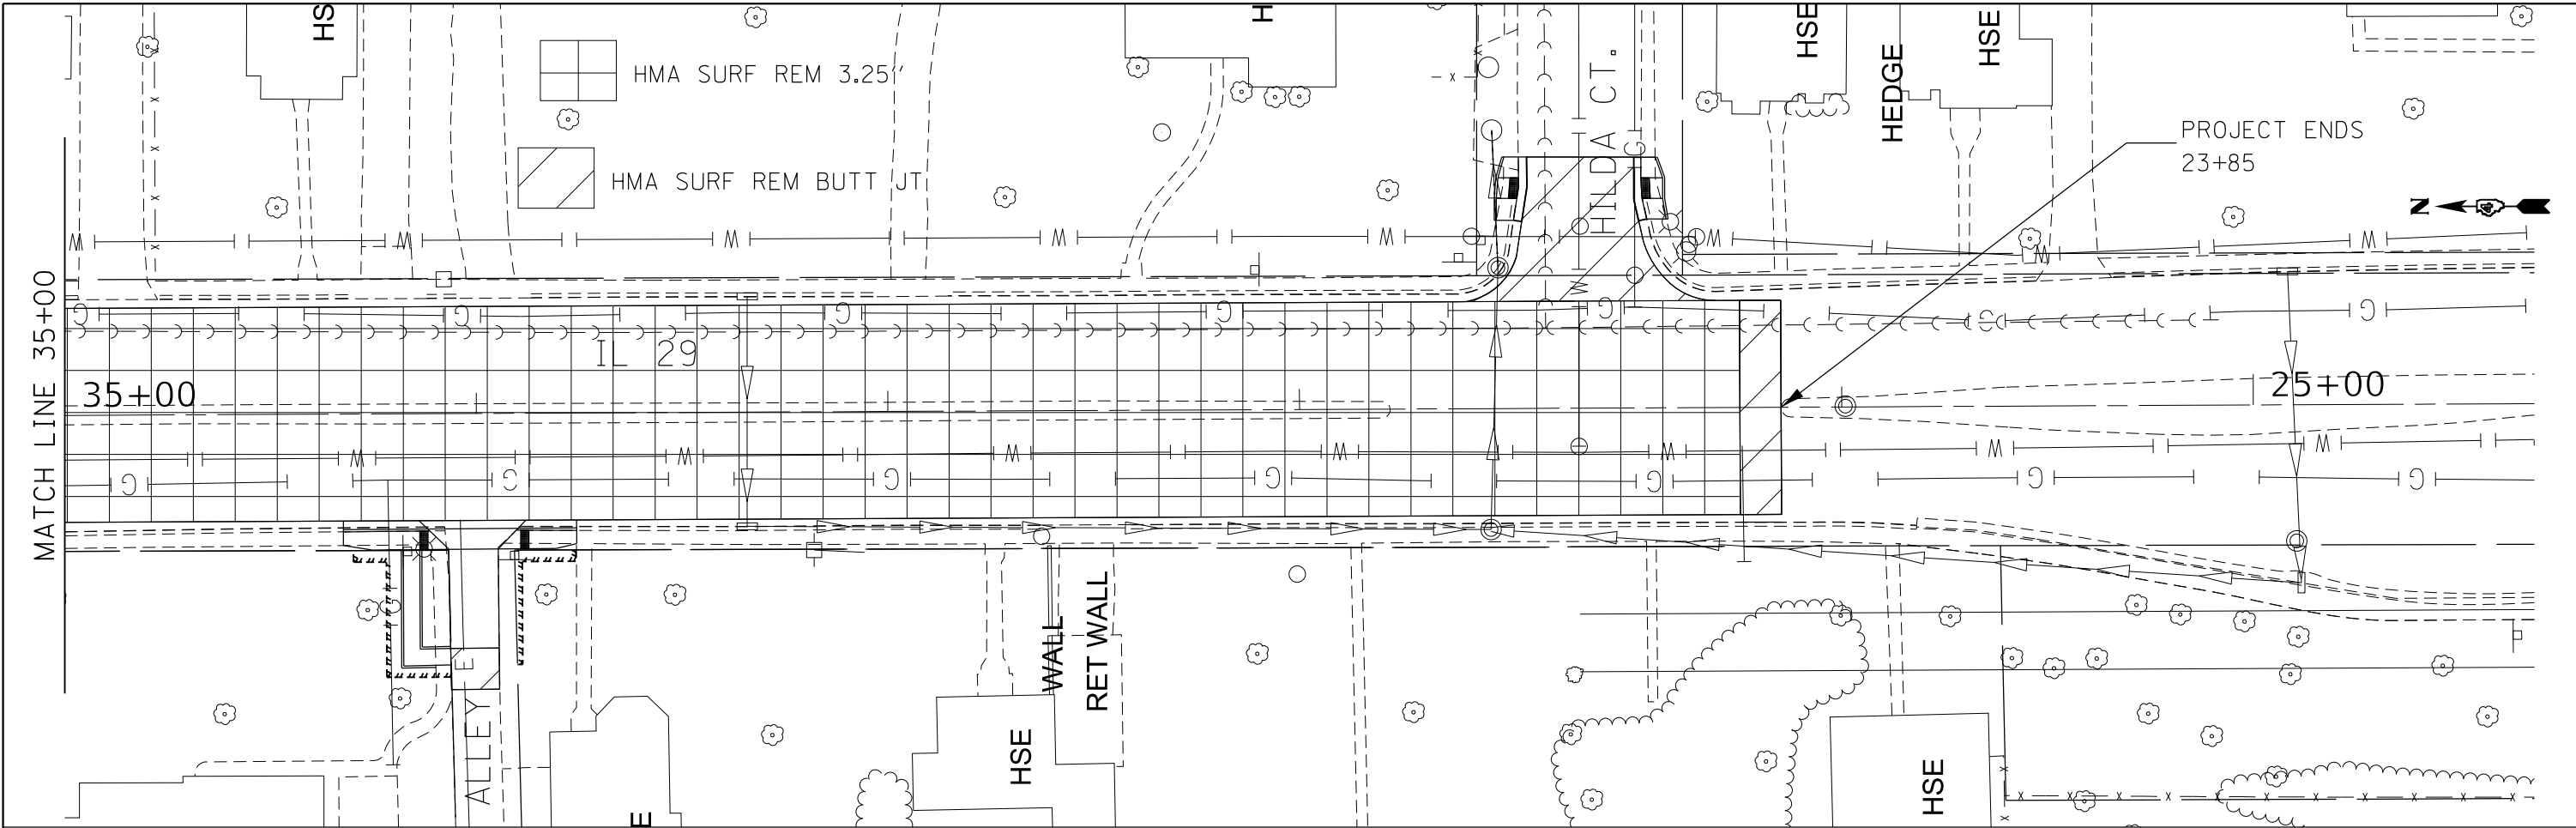 HS
H
HSE
HSE
HEDGE
HMA SURF REM 3.25''
HMA SURF REM BUTT JT
HILDA CT.
PROJECT ENDS
23+85
N
W
W
W
W
W
W
W
G
W
G
G
G
G
G
G
G
MATCH LINE 35+00
IL 29
35+00
25+00
W
W
W
W
W
W
W
G
G
G
G
G
G
G
G
E
ALLEY
WALL
RET WALL
HSE
HSE
E